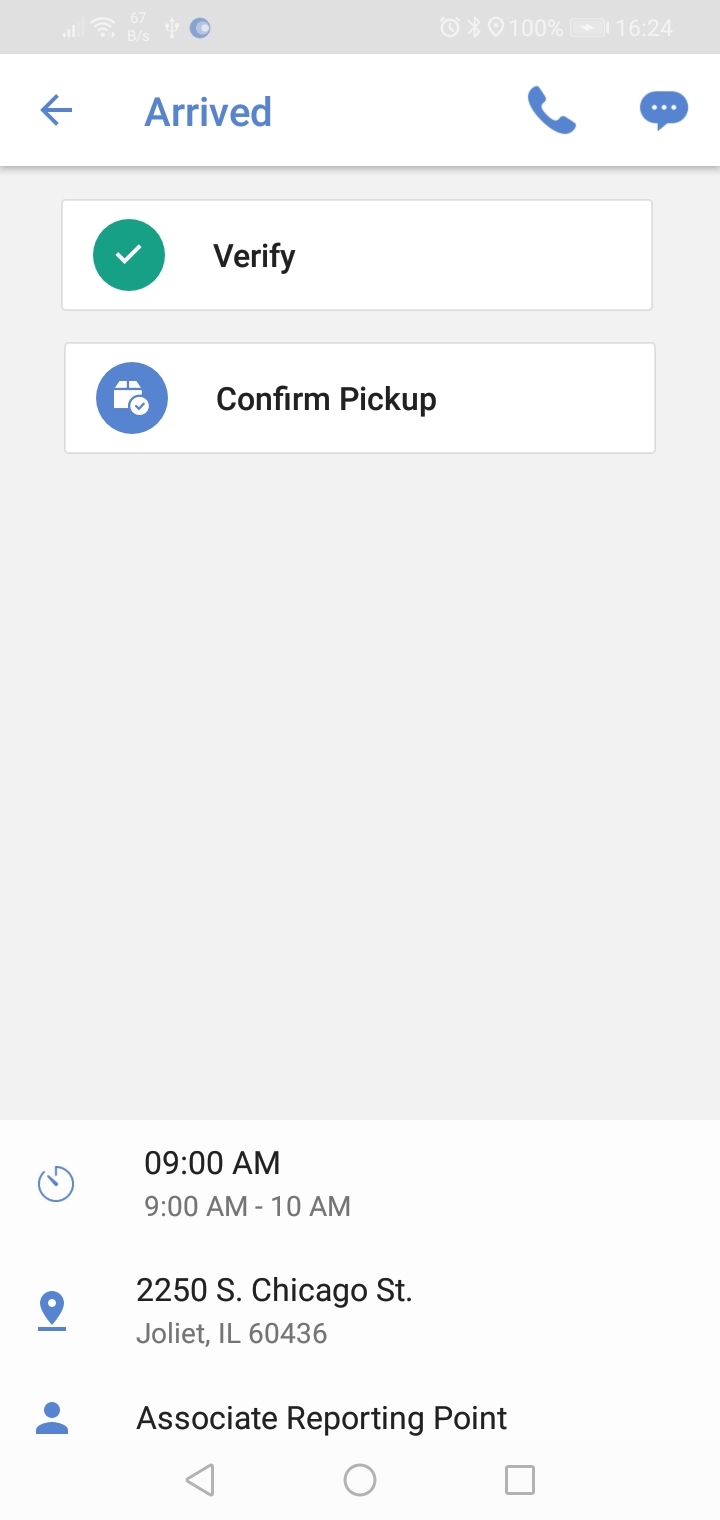 67
B/s
100%
16:24
Arrived
Verify
Confirm Pickup
09:00 AM
9:00 AM - 10 AM
2250 S. Chicago St.
Joliet, IL 60436
Associate Reporting Point